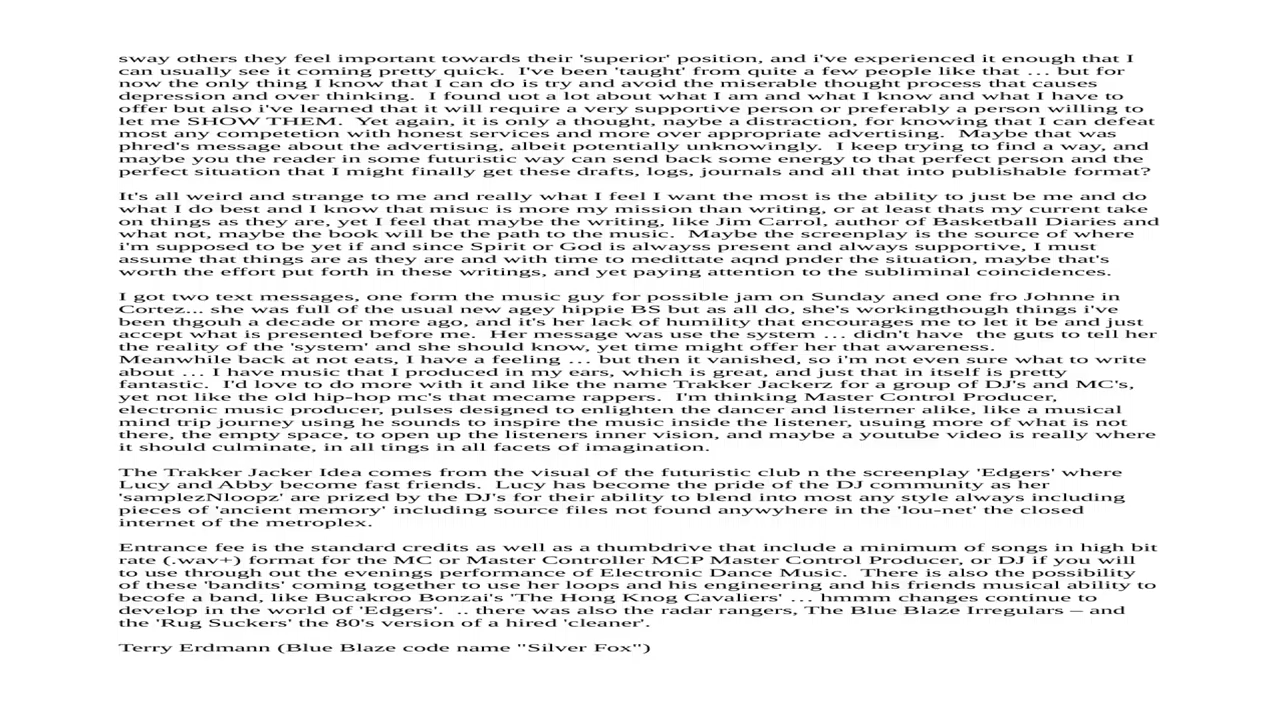 sway others they feel important towards their 'superior' position, and i've experienced it enough that I
can usually see it coming pretty quick.  I've been 'taught' from quite a few people like that … but for
now the only thing I know that I can do is try and avoid the miserable thought process that causes
depression and over thinking.  I found uot a lot about what I am and what I know and what I have to
offer but also i've learned that it will require a very supportive person or preferably a person willing to
let me SHOW THEM.  Yet again, it is only a thought, naybe a distraction, for knowing that I can defeat
most any competetion with honest services and more over appropriate advertising.  Maybe that was
phred's message about the advertising, albeit potentially unknowingly.  I keep trying to find a way, and
maybe you the reader in some futuristic way can send back some energy to that perfect person and the
perfect situation that I might finally get these drafts, logs, journals and all that into publishable format?
It's all weird and strange to me and really what I feel I want the most is the ability to just be me and do
what I do best and I know that misuc is more my mission than writing, or at least thats my current take
on things as they are, yet I feel that maybe the writing, like Jim Carrol, author of Basketball Diaries and
what not, maybe the book will be the path to the music.  Maybe the screenplay is the source of where
i'm supposed to be yet if and since Spirit or God is alwayss present and always supportive, I must
assume that things are as they are and with time to medittate aqnd pnder the situation, maybe that's
worth the effort put forth in these writings, and yet paying attention to the subliminal coincidences.
I got two text messages, one form the music guy for possible jam on Sunday aned one fro Johnne in
Cortez... she was full of the usual new agey hippie BS but as all do, she's workingthough things i've
been thgouh a decade or more ago, and it's her lack of humility that encourages me to let it be and just
accept what is presented before me.  Her message was use the system … didn't have  the guts to tell her
the reality of the 'system' and she should know, yet time might offer her that awareness.
Meanwhile back at not eats, I have a feeling … but then it vanished, so i'm not even sure what to write
about … I have music that I produced in my ears, which is great, and just that in itself is pretty
fantastic.  I'd love to do more with it and like the name Trakker Jackerz for a group of DJ's and MC's,
yet not like the old hip-hop mc's that mecame rappers.  I'm thinking Master Control Producer,
electronic music producer, pulses designed to enlighten the dancer and listerner alike, like a musical
mind trip journey using he sounds to inspire the music inside the listener, usuing more of what is not
there, the empty space, to open up the listeners inner vision, and maybe a youtube video is really where
it should culminate, in all tings in all facets of imagination.
The Trakker Jacker Idea comes from the visual of the futuristic club n the screenplay 'Edgers' where
Lucy and Abby become fast friends.  Lucy has become the pride of the DJ community as her
'samplezNloopz' are prized by the DJ's for their ability to blend into most any style always including
pieces of 'ancient memory' including source files not found anywyhere in the 'lou-net' the closed
internet of the metroplex.
Entrance fee is the standard credits as well as a thumbdrive that include a minimum of songs in high bit
rate (.wav+) format for the MC or Master Controller MCP Master Control Producer, or DJ if you will
to use through out the evenings performance of Electronic Dance Music.  There is also the possibility
of these 'bandits' coming together to use her loops and his engineering and his friends musical ability to
becofe a band, like Bucakroo Bonzai's 'The Hong Knog Cavaliers' … hmmm changes continue to
develop in the world of 'Edgers'.  .. there was also the radar rangers, The Blue Blaze Irregulars – and
the 'Rug Suckers' the 80's version of a hired 'cleaner'.
Terry Erdmann (Blue Blaze code name "Silver Fox")